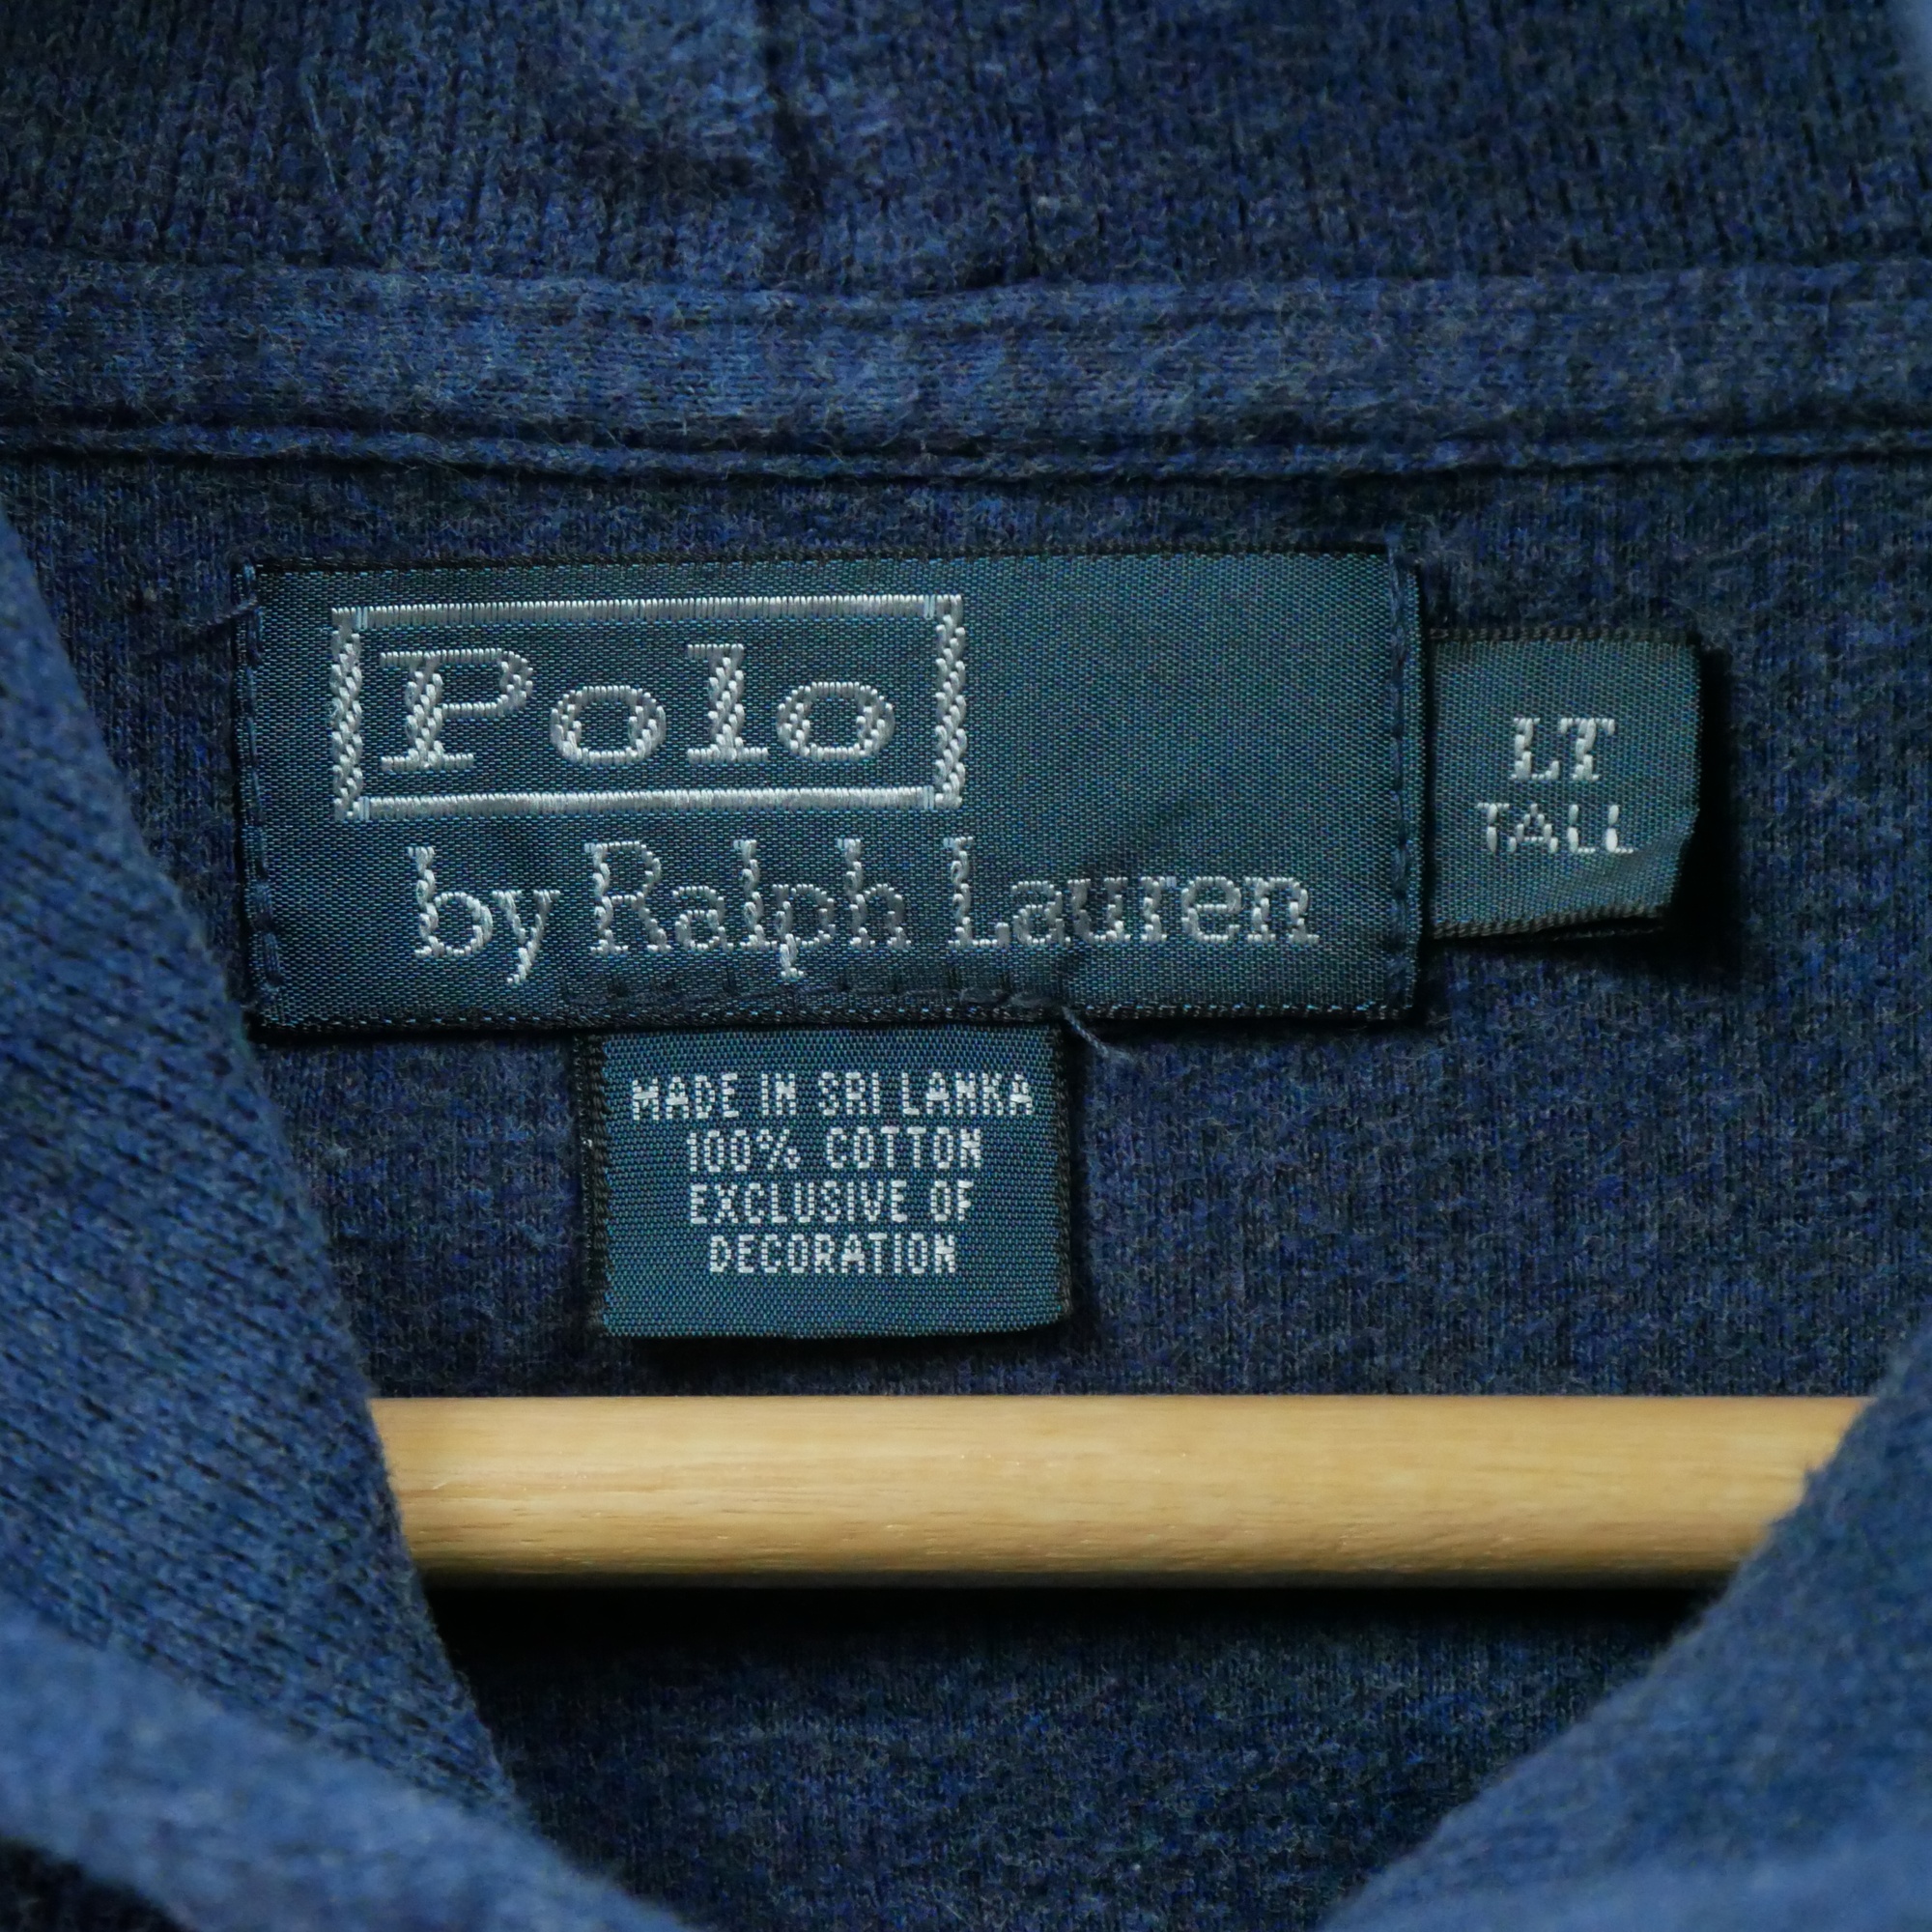 Polo
by Ralph Lauren
LT
TALL
MADE IN SRI LANKA
100% COTTON
EXCLUSIVE OF
DECORATION